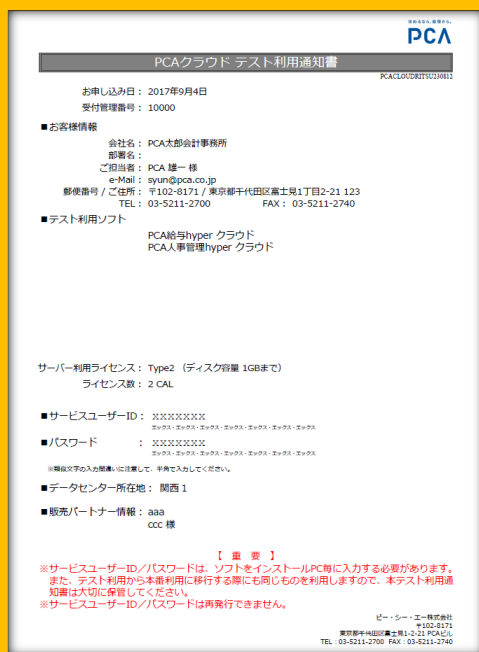 気めるなら、最強から。
PCA
PCAクラウド テスト利用通知書
PCACLOUDRITSU230812
お申し込み日： 2017年9月4日
受付管理番号： 10000
■お客様情報
会社名： PCA太郎会計事務所
部署名：
ご担当者： PCA 雄一 様
e-Mail： syun@pca.co.jp
郵便番号 / ご住所： 〒102-8171 / 東京都千代田区富士見1丁目2-21 123
TEL： 03-5211-2700 FAX： 03-5211-2740
■テスト利用ソフト
PCA給与hyper クラウド
PCA人事管理hyper クラウド
サーバー利用ライセンス： Type2 （ディスク容量 1GBまで）
ライセンス数： 2 CAL
■サービスユーザーID： XXXXXXX
エックス・エックス・エックス・エックス・エックス・エックス・エックス
■パスワード ： XXXXXXX
エックス・エックス・エックス・エックス・エックス・エックス・エックス
※類似文字の入力間違いに注意して、半角で入力してください。
■データセンター所在地： 関西１
■販売パートナー情報： aaa
ccc 様
【 重 要 】
※サービスユーザーID／パスワードは、ソフトをインストールPC毎に入力する必要があります。
また、テスト利用から本番利用に移行する際にも同じものを利用しますので、本テスト利用通
知書は大切に保管してください。
※サービスユーザーID／パスワードは再発行できません。
ピー・シー・エー株式会社
〒102-8171
東京都千代田区富士見1-2-21 PCAビル
TEL：03-5211-2700 FAX：03-5211-2740